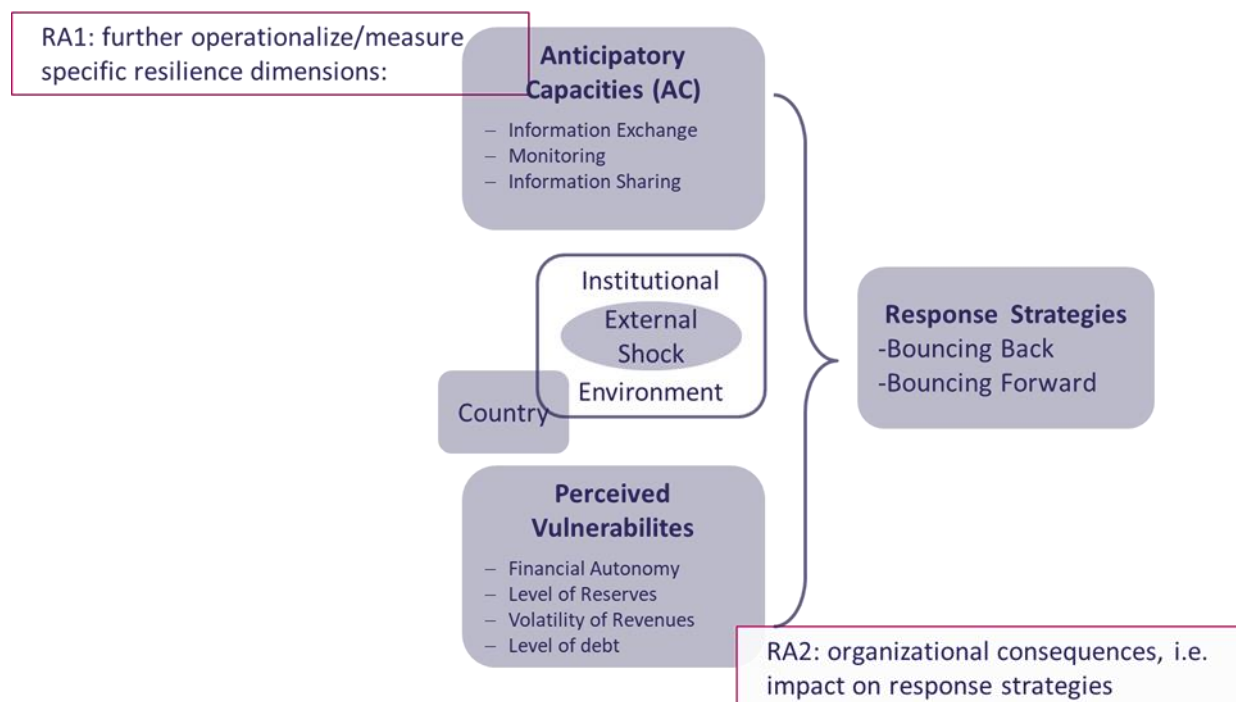 RA1: further operationalize/measure
specific resilience dimensions:
Anticipatory
Capacities (AC)
– Information Exchange
– Monitoring
– Information Sharing
Institutional
External
Shock
Environment
Country
Perceived
Vulnerabilites
– Financial Autonomy
– Level of Reserves
– Volatility of Revenues
– Level of debt
Response Strategies
-Bouncing Back
-Bouncing Forward
RA2: organizational consequences, i.e.
impact on response strategies